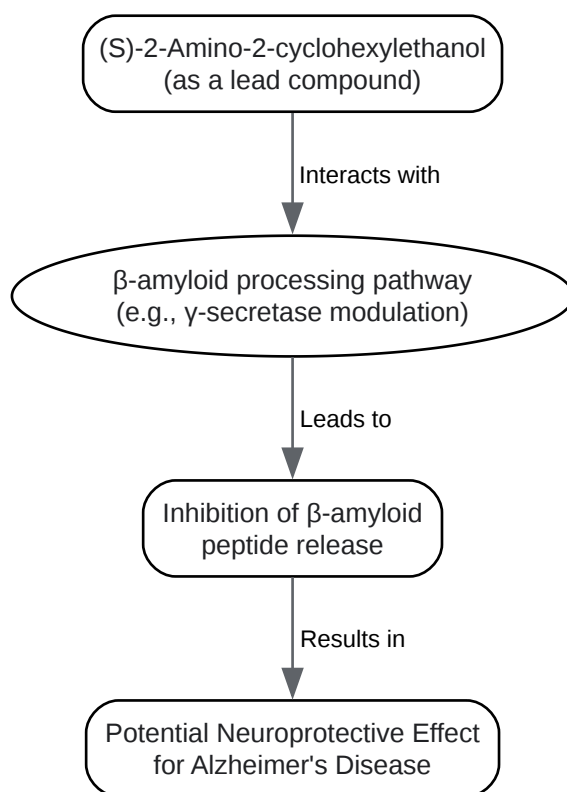 (S)-2-Amino-2-cyclohexylethanol
(as a lead compound)
Interacts with
β-amyloid processing pathway
(e.g., γ-secretase modulation)
Leads to
Inhibition of β-amyloid
peptide release
Results in
Potential Neuroprotective Effect
for Alzheimer's Disease